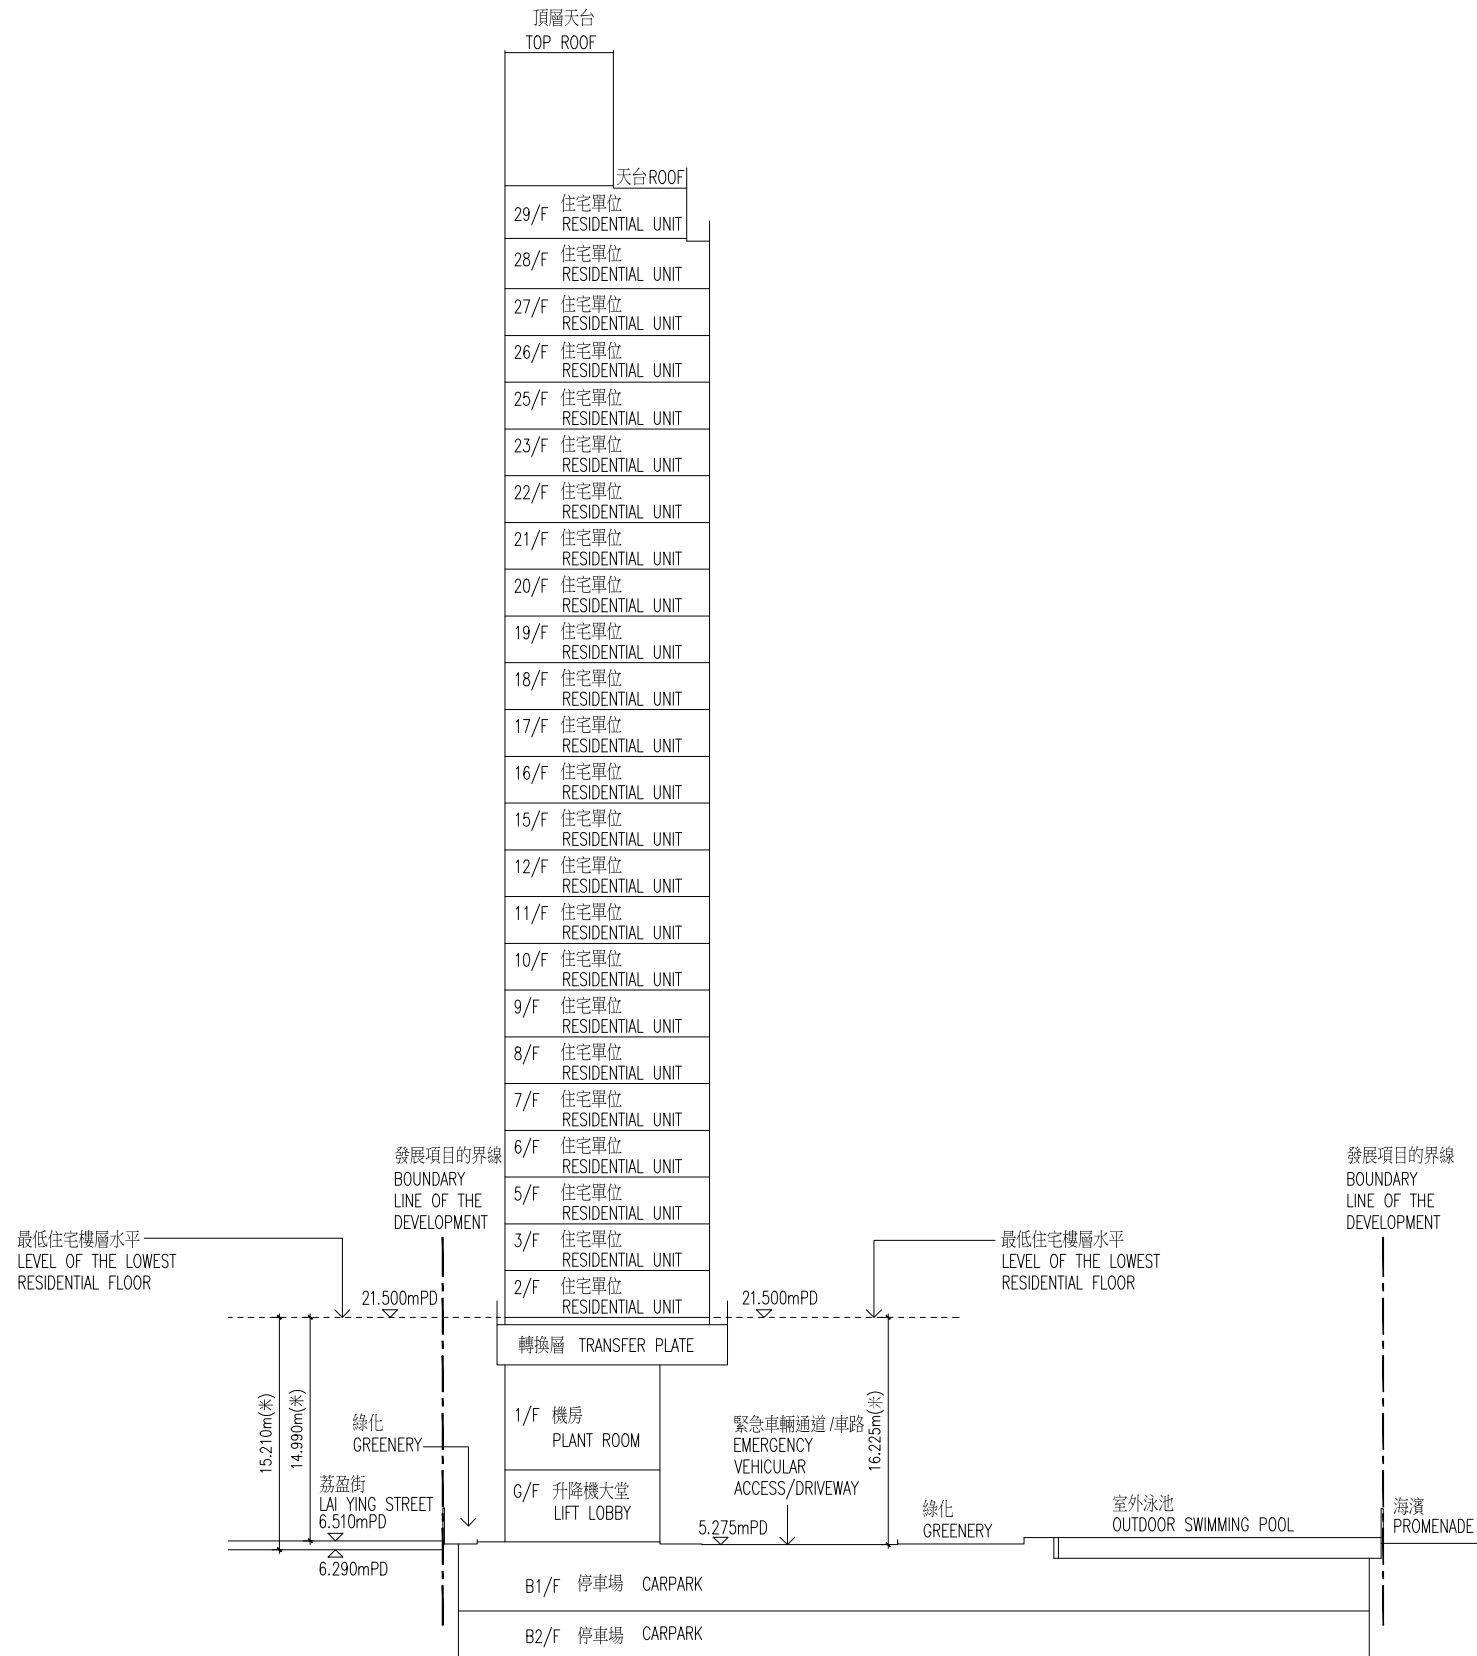 頂層天台
TOP ROOF
天台ROOF
29/F 住宅單位
RESIDENTIAL UNIT
28/F 住宅單位
RESIDENTIAL UNIT
27/F 住宅單位
RESIDENTIAL UNIT
26/F 住宅單位
RESIDENTIAL UNIT
25/F 住宅單位
RESIDENTIAL UNIT
23/F 住宅單位
RESIDENTIAL UNIT
22/F 住宅單位
RESIDENTIAL UNIT
21/F 住宅單位
RESIDENTIAL UNIT
20/F 住宅單位
RESIDENTIAL UNIT
19/F 住宅單位
RESIDENTIAL UNIT
18/F 住宅單位
RESIDENTIAL UNIT
17/F 住宅單位
RESIDENTIAL UNIT
16/F 住宅單位
RESIDENTIAL UNIT
15/F 住宅單位
RESIDENTIAL UNIT
12/F 住宅單位
RESIDENTIAL UNIT
11/F 住宅單位
RESIDENTIAL UNIT
10/F 住宅單位
RESIDENTIAL UNIT
9/F 住宅單位
RESIDENTIAL UNIT
8/F 住宅單位
RESIDENTIAL UNIT
7/F 住宅單位
RESIDENTIAL UNIT
6/F 住宅單位
RESIDENTIAL UNIT
5/F 住宅單位
RESIDENTIAL UNIT
3/F 住宅單位
RESIDENTIAL UNIT
2/F 住宅單位
RESIDENTIAL UNIT
發展項目的界線
BOUNDARY
LINE OF THE
DEVELOPMENT
發展項目的界線
BOUNDARY
LINE OF THE
DEVELOPMENT
最低住宅樓層水平
LEVEL OF THE LOWEST
RESIDENTIAL FLOOR
最低住宅樓層水平
LEVEL OF THE LOWEST
RESIDENTIAL FLOOR
21.500mPD
21.500mPD
轉換層 TRANSFER PLATE
15.210m(米)
14.990m(米)
16.225m(米)
綠化
GREENERY
1/F 機房
PLANT ROOM
緊急車輛通道/車路
EMERGENCY
VEHICULAR
ACCESS/DRIVEWAY
荔盈街
LAI YING STREET
6.510mPD
6.290mPD
G/F 升降機大堂
LIFT LOBBY
5.275mPD
綠化
GREENERY
室外泳池
OUTDOOR SWIMMING POOL
海濱
PROMENADE
B1/F 停車場 CARPARK
B2/F 停車場 CARPARK